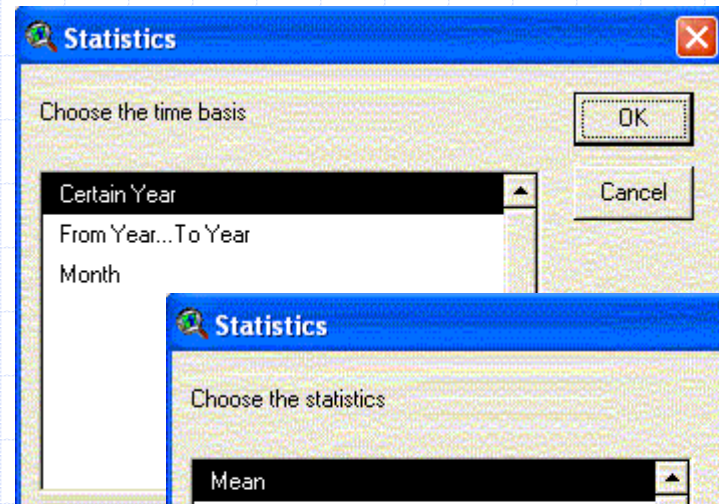 Statistics
Choose the time basis
OK
Certain Year
Cancel
From Year...To Year
Month
Statistics
Choose the statistics
Mean